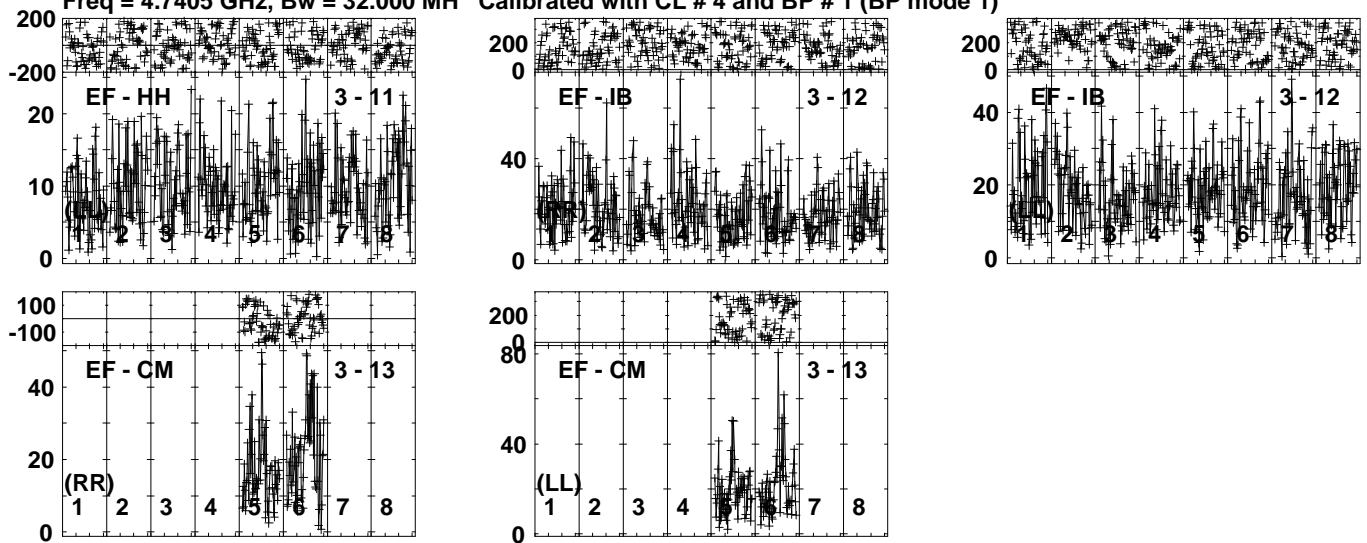 Freq = 4.7405 GHz, Bw = 32.000 MH Calibrated with CL # 4 and BP # 1 (BP mode 1)
200
-200
EF - HH 3 - 11
20
10
0
(LL)
1 2 3 4 5 6 7 8
200
0
EF - IB 3 - 12
40
0
(RR)
1 2 3 4 5 6 7 8
200
0
EF - IB 3 - 12
40
20
0
(LL)
1 2 3 4 5 6 7 8
100
-100
EF - CM 3 - 13
40
20
0
(RR)
1 2 3 4 5 6 7 8
200
0
80
EF - CM 3 - 13
40
0
(LL)
1 2 3 4 5 6 7 8